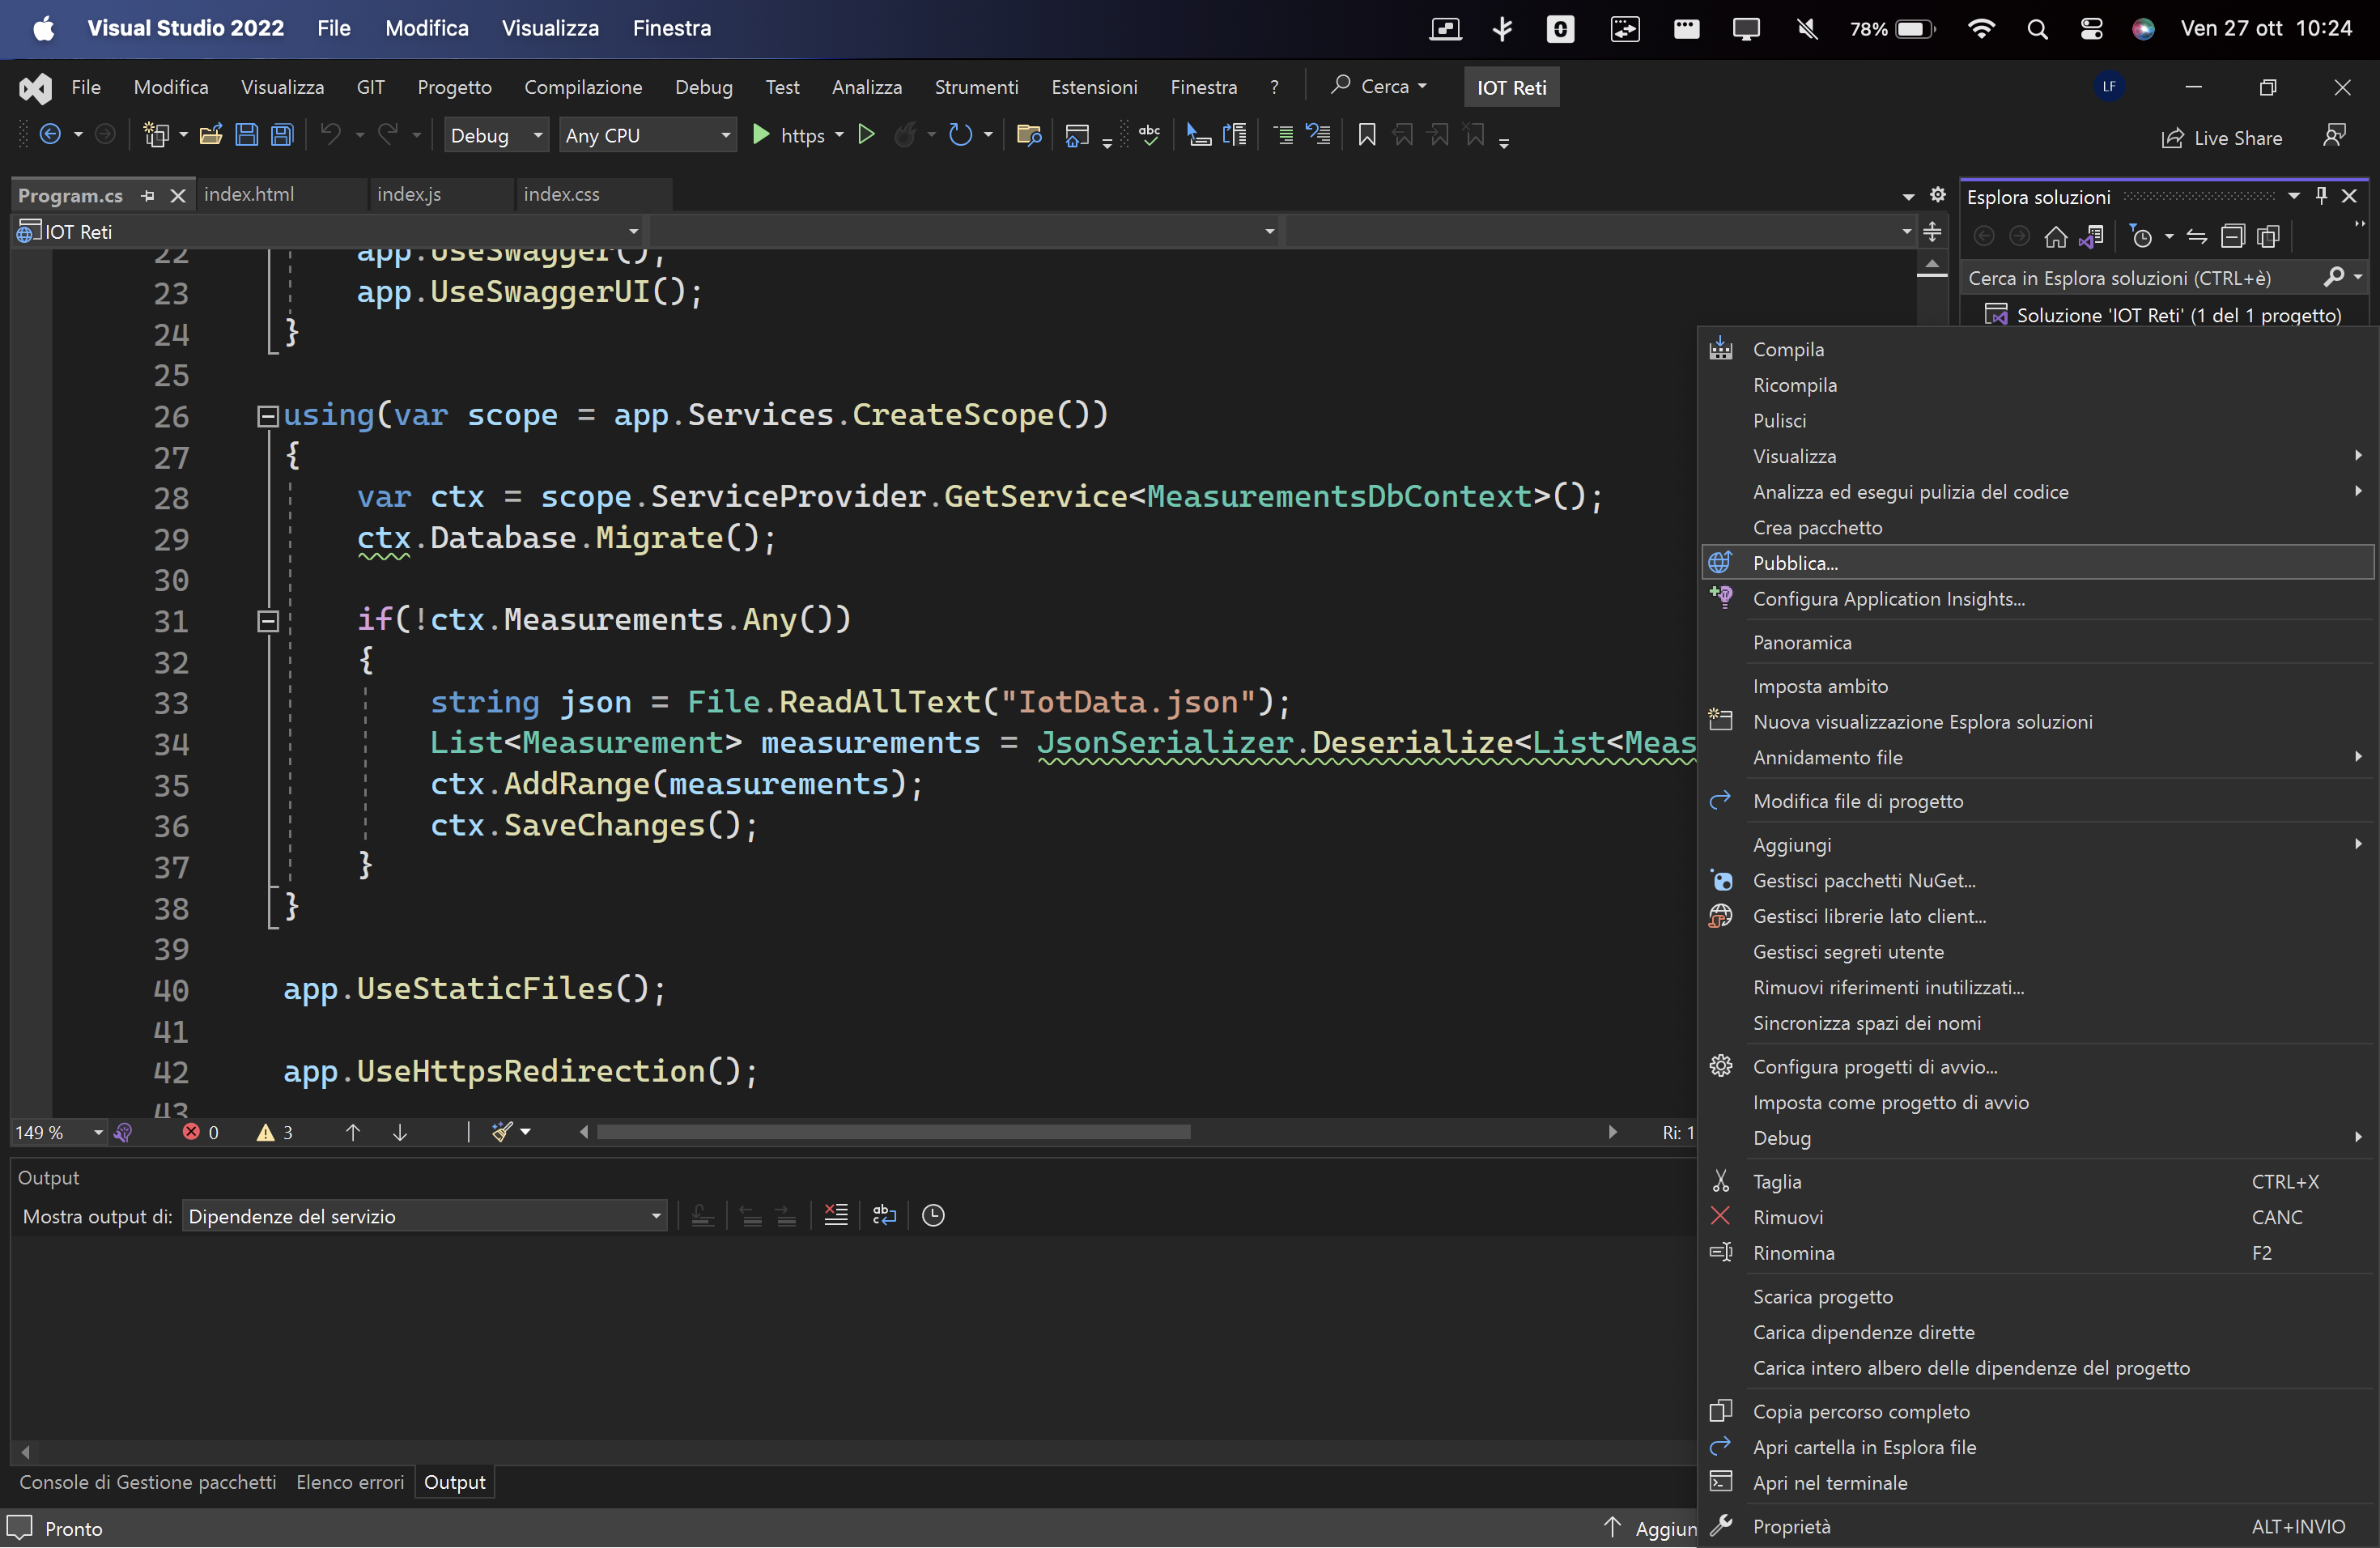 Visual Studio 2022 File Modifica Visualizza Finestra 78% Ven 27 ott 10:24
File Modifica Visualizza GIT Progetto Compilazione Debug Test Analizza Strumenti Estensioni Finestra ? Cerca IOT Reti LF
Debug Any CPU https abc Live Share
Program.cs index.html index.js index.css
IOT Reti
22 app.UseSwagger();
23 app.UseSwaggerUI();
24 }
25
26 using(var scope = app.Services.CreateScope())
27 {
28 var ctx = scope.ServiceProvider.GetService<MeasurementsDbContext>();
29 ctx.Database.Migrate();
30
31 if(!ctx.Measurements.Any())
32 {
33 string json = File.ReadAllText("IotData.json");
34 List<Measurement> measurements = JsonSerializer.Deserialize<List<Meas
35 ctx.AddRange(measurements);
36 ctx.SaveChanges();
37 }
38 }
39
40 app.UseStaticFiles();
41
42 app.UseHttpsRedirection();
43
149 % 0 3 Ri: 1
Output
Mostra output di: Dipendenze del servizio
Console di Gestione pacchetti Elenco errori Output
Pronto Aggiun
Esplora soluzioni
Cerca in Esplora soluzioni (CTRL+è)
Soluzione 'IOT Reti' (1 del 1 progetto)
Compila
Ricompila
Pulisci
Visualizza
Analizza ed esegui pulizia del codice
Crea pacchetto
Pubblica...
Configura Application Insights...
Panoramica
Imposta ambito
Nuova visualizzazione Esplora soluzioni
Annidamento file
Modifica file di progetto
Aggiungi
Gestisci pacchetti NuGet...
Gestisci librerie lato client...
Gestisci segreti utente
Rimuovi riferimenti inutilizzati...
Sincronizza spazi dei nomi
Configura progetti di avvio...
Imposta come progetto di avvio
Debug
Taglia CTRL+X
Rimuovi CANC
Rinomina F2
Scarica progetto
Carica dipendenze dirette
Carica intero albero delle dipendenze del progetto
Copia percorso completo
Apri cartella in Esplora file
Apri nel terminale
Proprietà ALT+INVIO